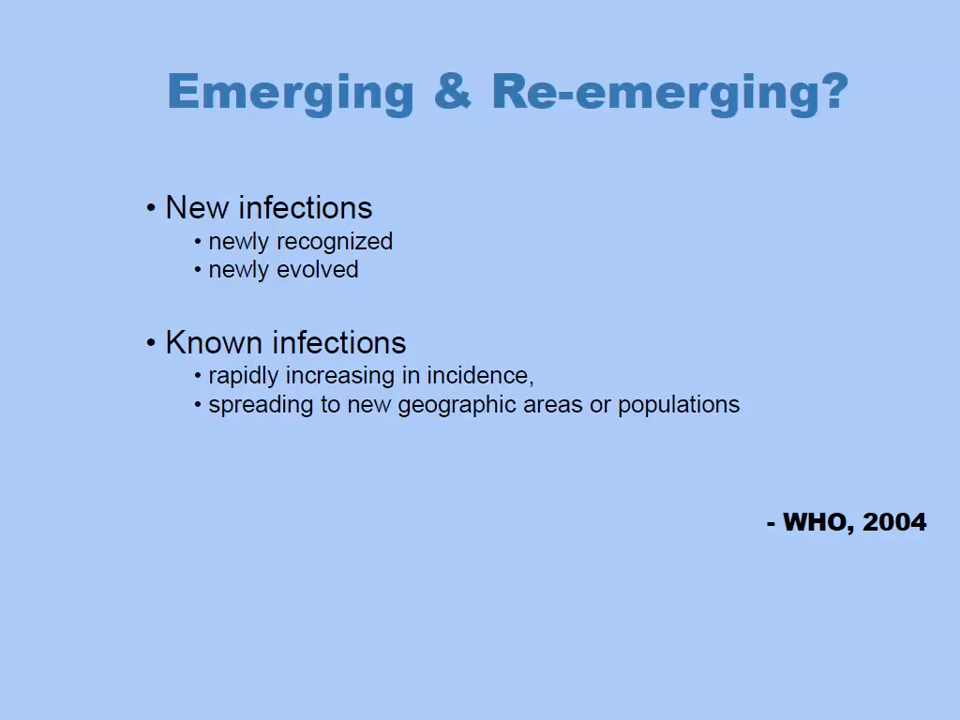 Emerging & Re-emerging?
• New infections
• newly recognized
• newly evolved
• Known infections
• rapidly increasing in incidence,
• spreading to new geographic areas or populations
- WHO, 2004